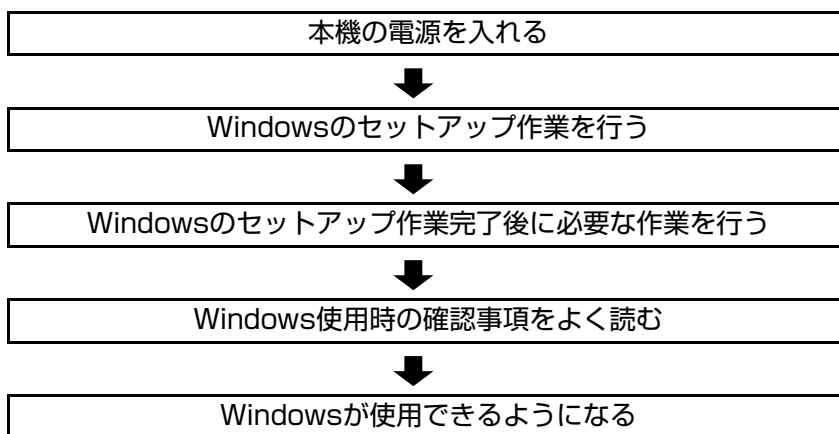 本機の電源を入れる
Windowsのセットアップ作業を行う
Windowsのセットアップ作業完了後に必要な作業を行う
Windows使用時の確認事項をよく読む
Windowsが使用できるようになる